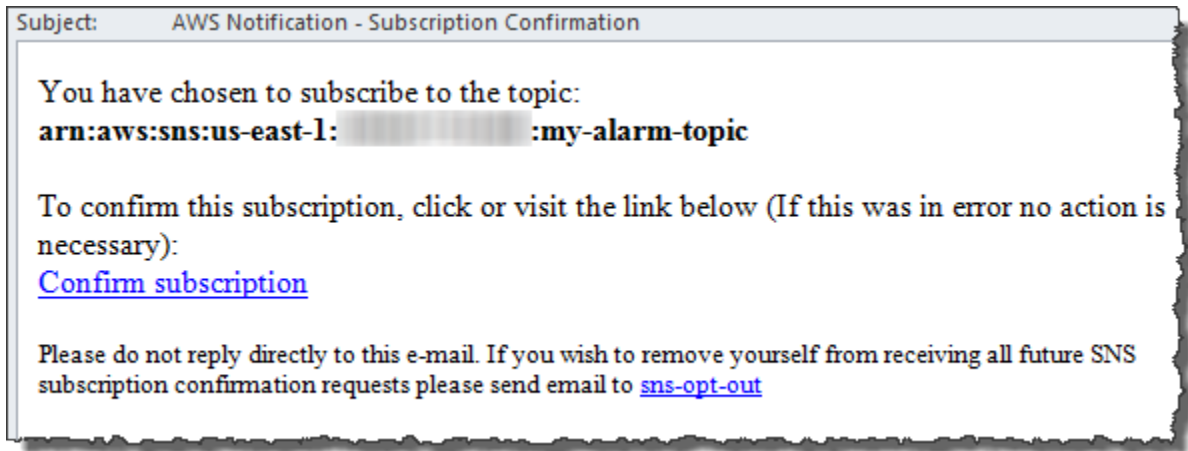 Subject: AWS Notification - Subscription Confirmation
You have chosen to subscribe to the topic:
arn:aws:sns:us-east-1: :my-alarm-topic
To confirm this subscription, click or visit the link below (If this was in error no action is
necessary):
Confirm subscription
Please do not reply directly to this e-mail. If you wish to remove yourself from receiving all future SNS
subscription confirmation requests please send email to sns-opt-out